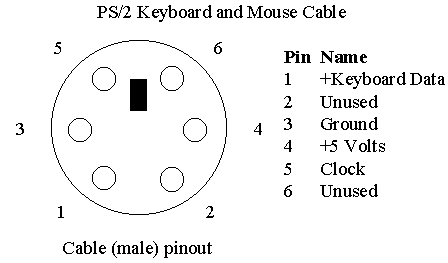 PS/2 Keyboard and Mouse Cable
5 6
3 4
1 2
Pin Name
1 +Keyboard Data
2 Unused
3 Ground
4 +5 Volts
5 Clock
6 Unused
Cable (male) pinout